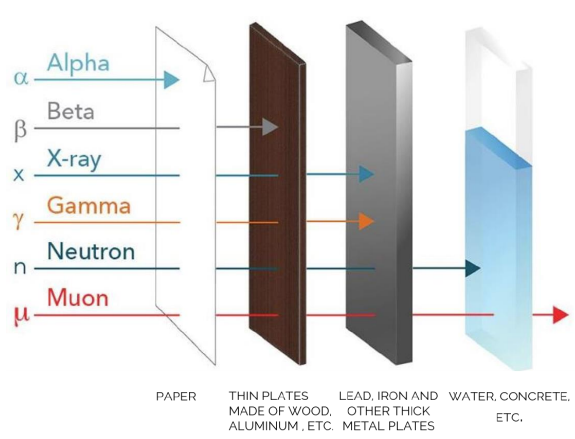 α Alpha
β Beta
x X-ray
γ Gamma
n Neutron
μ Muon
PAPER
THIN PLATES
MADE OF WOOD,
ALUMINUM , ETC.
LEAD, IRON AND
OTHER THICK
METAL PLATES
WATER, CONCRETE,
ETC.